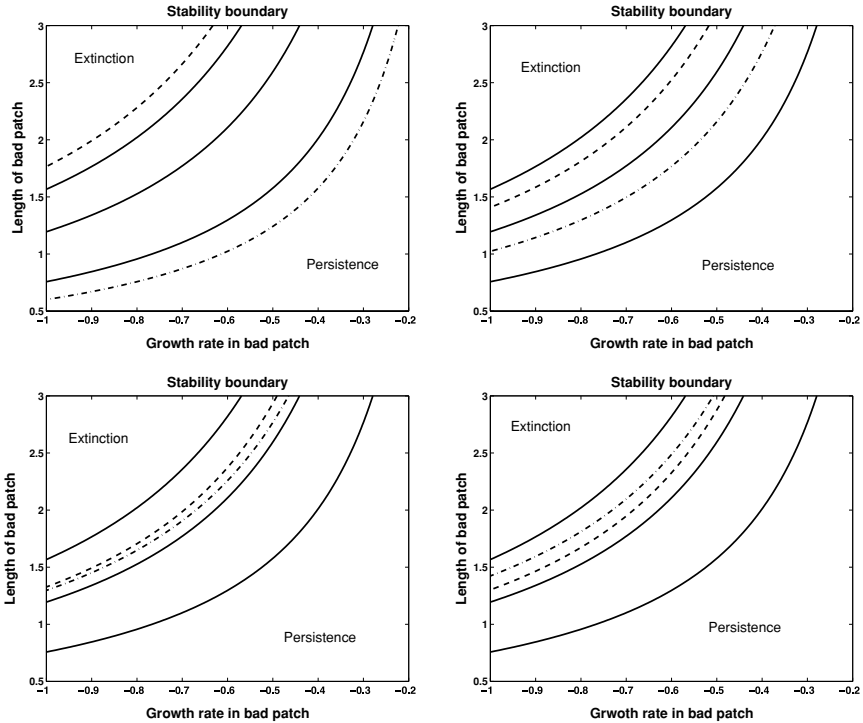 Stability boundary
3
2.5
2
1.5
1
0.5
Length of bad patch
Extinction
Persistence
−1 −0.9 −0.8 −0.7 −0.6 −0.5 −0.4 −0.3 −0.2
Growth rate in bad patch
Stability boundary
3
2.5
2
1.5
1
0.5
Length of bad patch
Extinction
Persistence
−1 −0.9 −0.8 −0.7 −0.6 −0.5 −0.4 −0.3 −0.2
Growth rate in bad patch
Stability boundary
3
2.5
2
1.5
1
0.5
Length of bad patch
Extinction
Persistence
−1 −0.9 −0.8 −0.7 −0.6 −0.5 −0.4 −0.3 −0.2
Growth rate in bad patch
Stability boundary
3
2.5
2
1.5
1
0.5
Length of bad patch
Extinction
Persistence
−1 −0.9 −0.8 −0.7 −0.6 −0.5 −0.4 −0.3 −0.2
Grwoth rate in bad patch